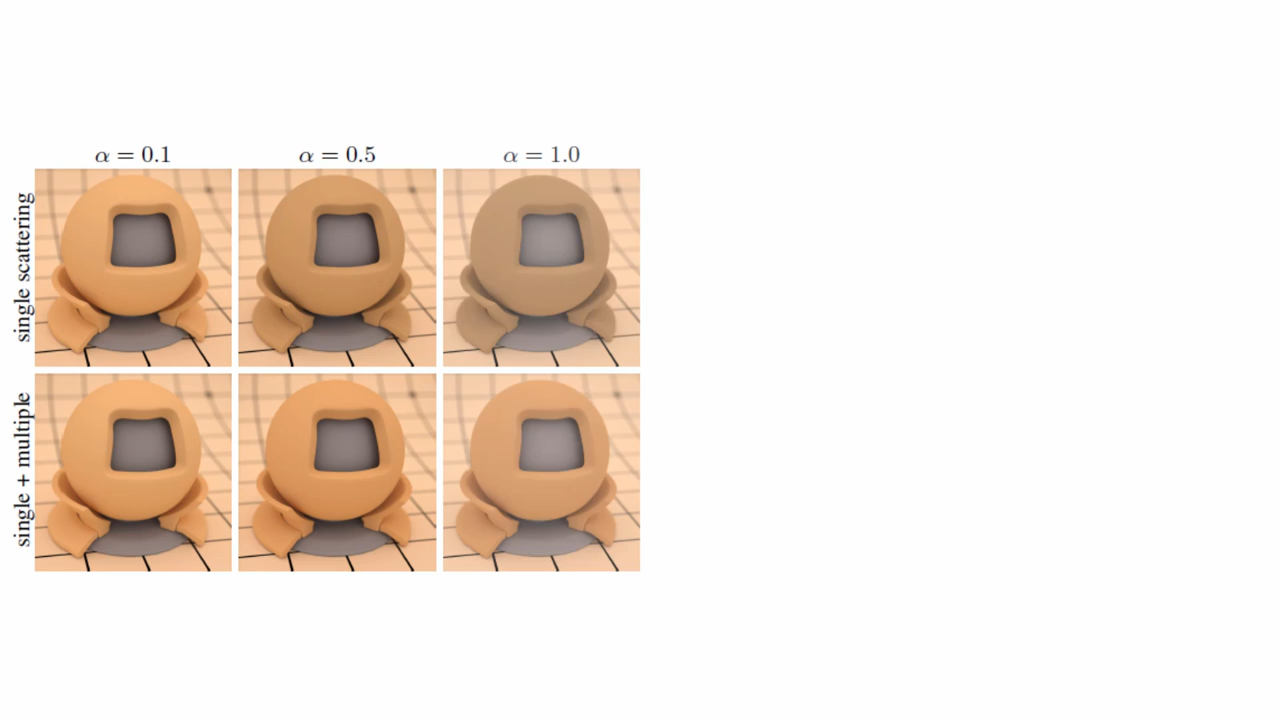 α = 0.1
α = 0.5
α = 1.0
single scattering
single + multiple